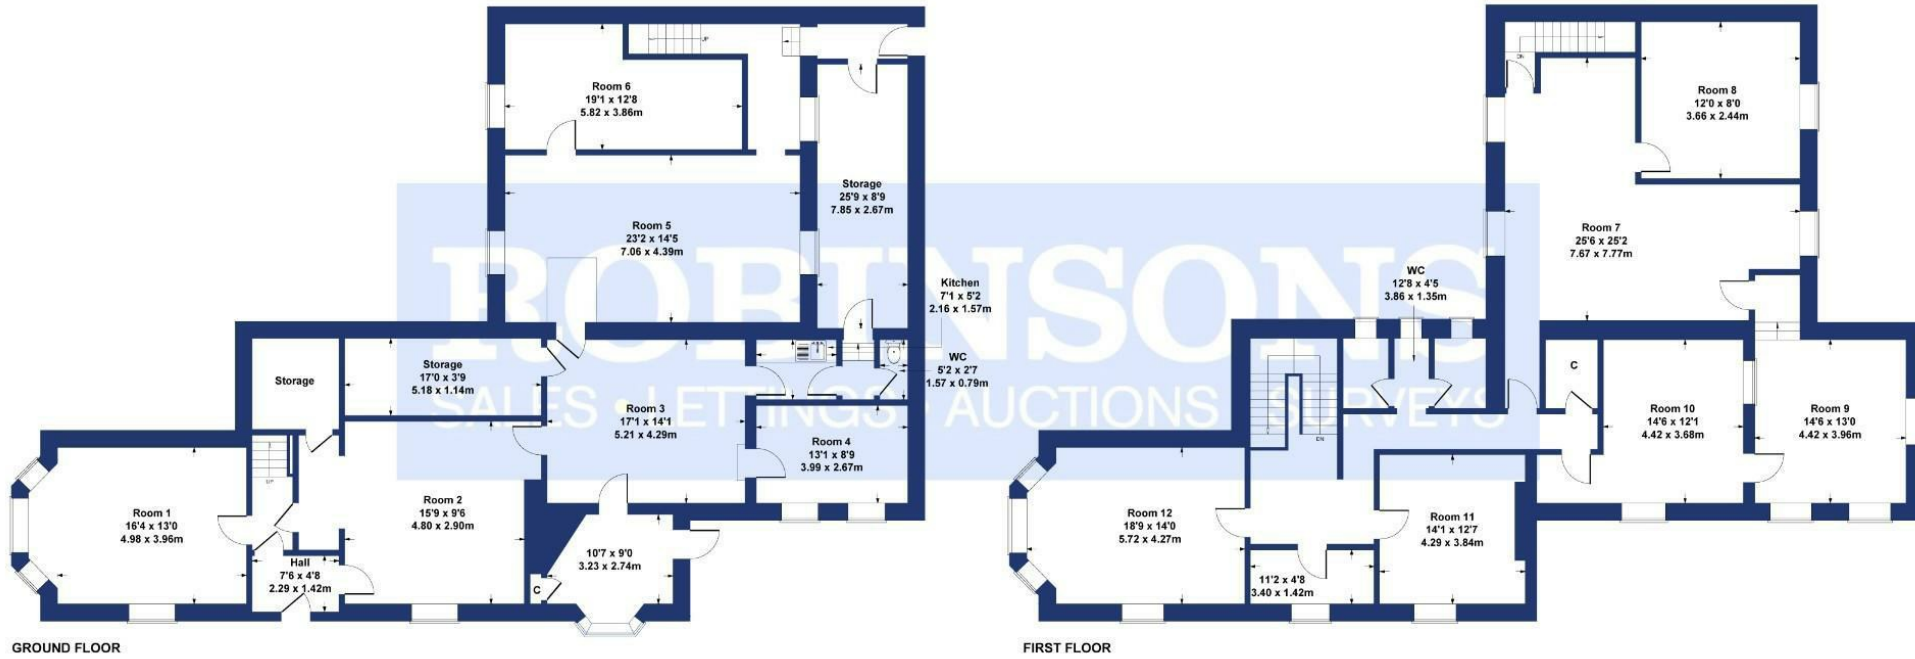 Room 6
19'1 x 12'8
5.82 x 3.86m
UP
Storage
25'9 x 8'9
7.85 x 2.67m
Room 5
23'2 x 14'5
7.06 x 4.39m
Kitchen
7'1 x 5'2
2.16 x 1.57m
WC
5'2 x 2'7
1.57 x 0.79m
Storage
Storage
17'0 x 3'9
5.18 x 1.14m
Room 3
17'1 x 14'1
5.21 x 4.29m
Room 4
13'1 x 8'9
3.99 x 2.67m
UP
Room 1
16'4 x 13'0
4.98 x 3.96m
Room 2
15'9 x 9'6
4.80 x 2.90m
Hall
7'6 x 4'8
2.29 x 1.42m
10'7 x 9'0
3.23 x 2.74m
C
GROUND FLOOR
ROBINSONS
SALES • LETTINGS • AUCTIONS • SURVEYS
DN
Room 8
12'0 x 8'0
3.66 x 2.44m
Room 7
25'6 x 25'2
7.67 x 7.77m
WC
12'8 x 4'5
3.86 x 1.35m
C
Room 10
14'6 x 12'1
4.42 x 3.68m
Room 9
14'6 x 13'0
4.42 x 3.96m
DN
Room 12
18'9 x 14'0
5.72 x 4.27m
Room 11
14'1 x 12'7
4.29 x 3.84m
11'2 x 4'8
3.40 x 1.42m
FIRST FLOOR